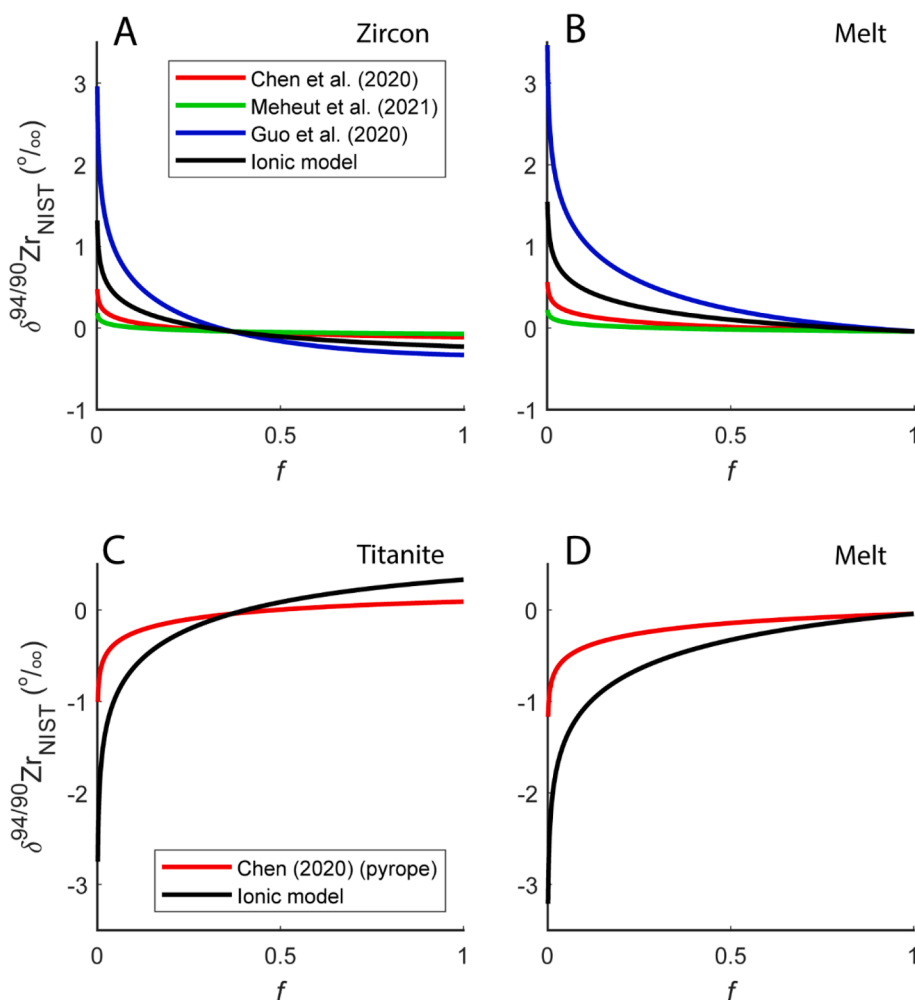 A
Zircon
B
Melt
Chen et al. (2020)
Meheut et al. (2021)
Guo et al. (2020)
Ionic model
δ94/90ZrNIST (o/oo)
3
2
1
0
-1
0
0.5
1
f
3
2
1
0
-1
0
0.5
1
f
C
Titanite
D
Melt
δ94/90ZrNIST (o/oo)
0
-1
-2
-3
Chen (2020) (pyrope)
Ionic model
0
0.5
1
f
0
-1
-2
-3
0
0.5
1
f